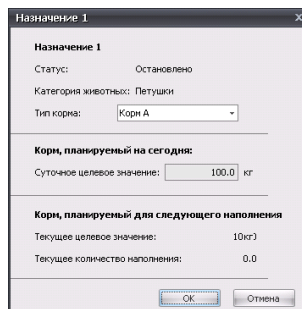 Назначение 1
Назначение 1
Статус: Остановлено
Категория животных: Петушки
Тип корма: Корм А
Корм, планируемый на сегодня:
Суточное целевое значение: 100.0 кг
Корм, планируемый для следующего наполнения
Текущее целевое значение: 10кг)
Текущее количество наполнения: 0.0
ОК Отмена